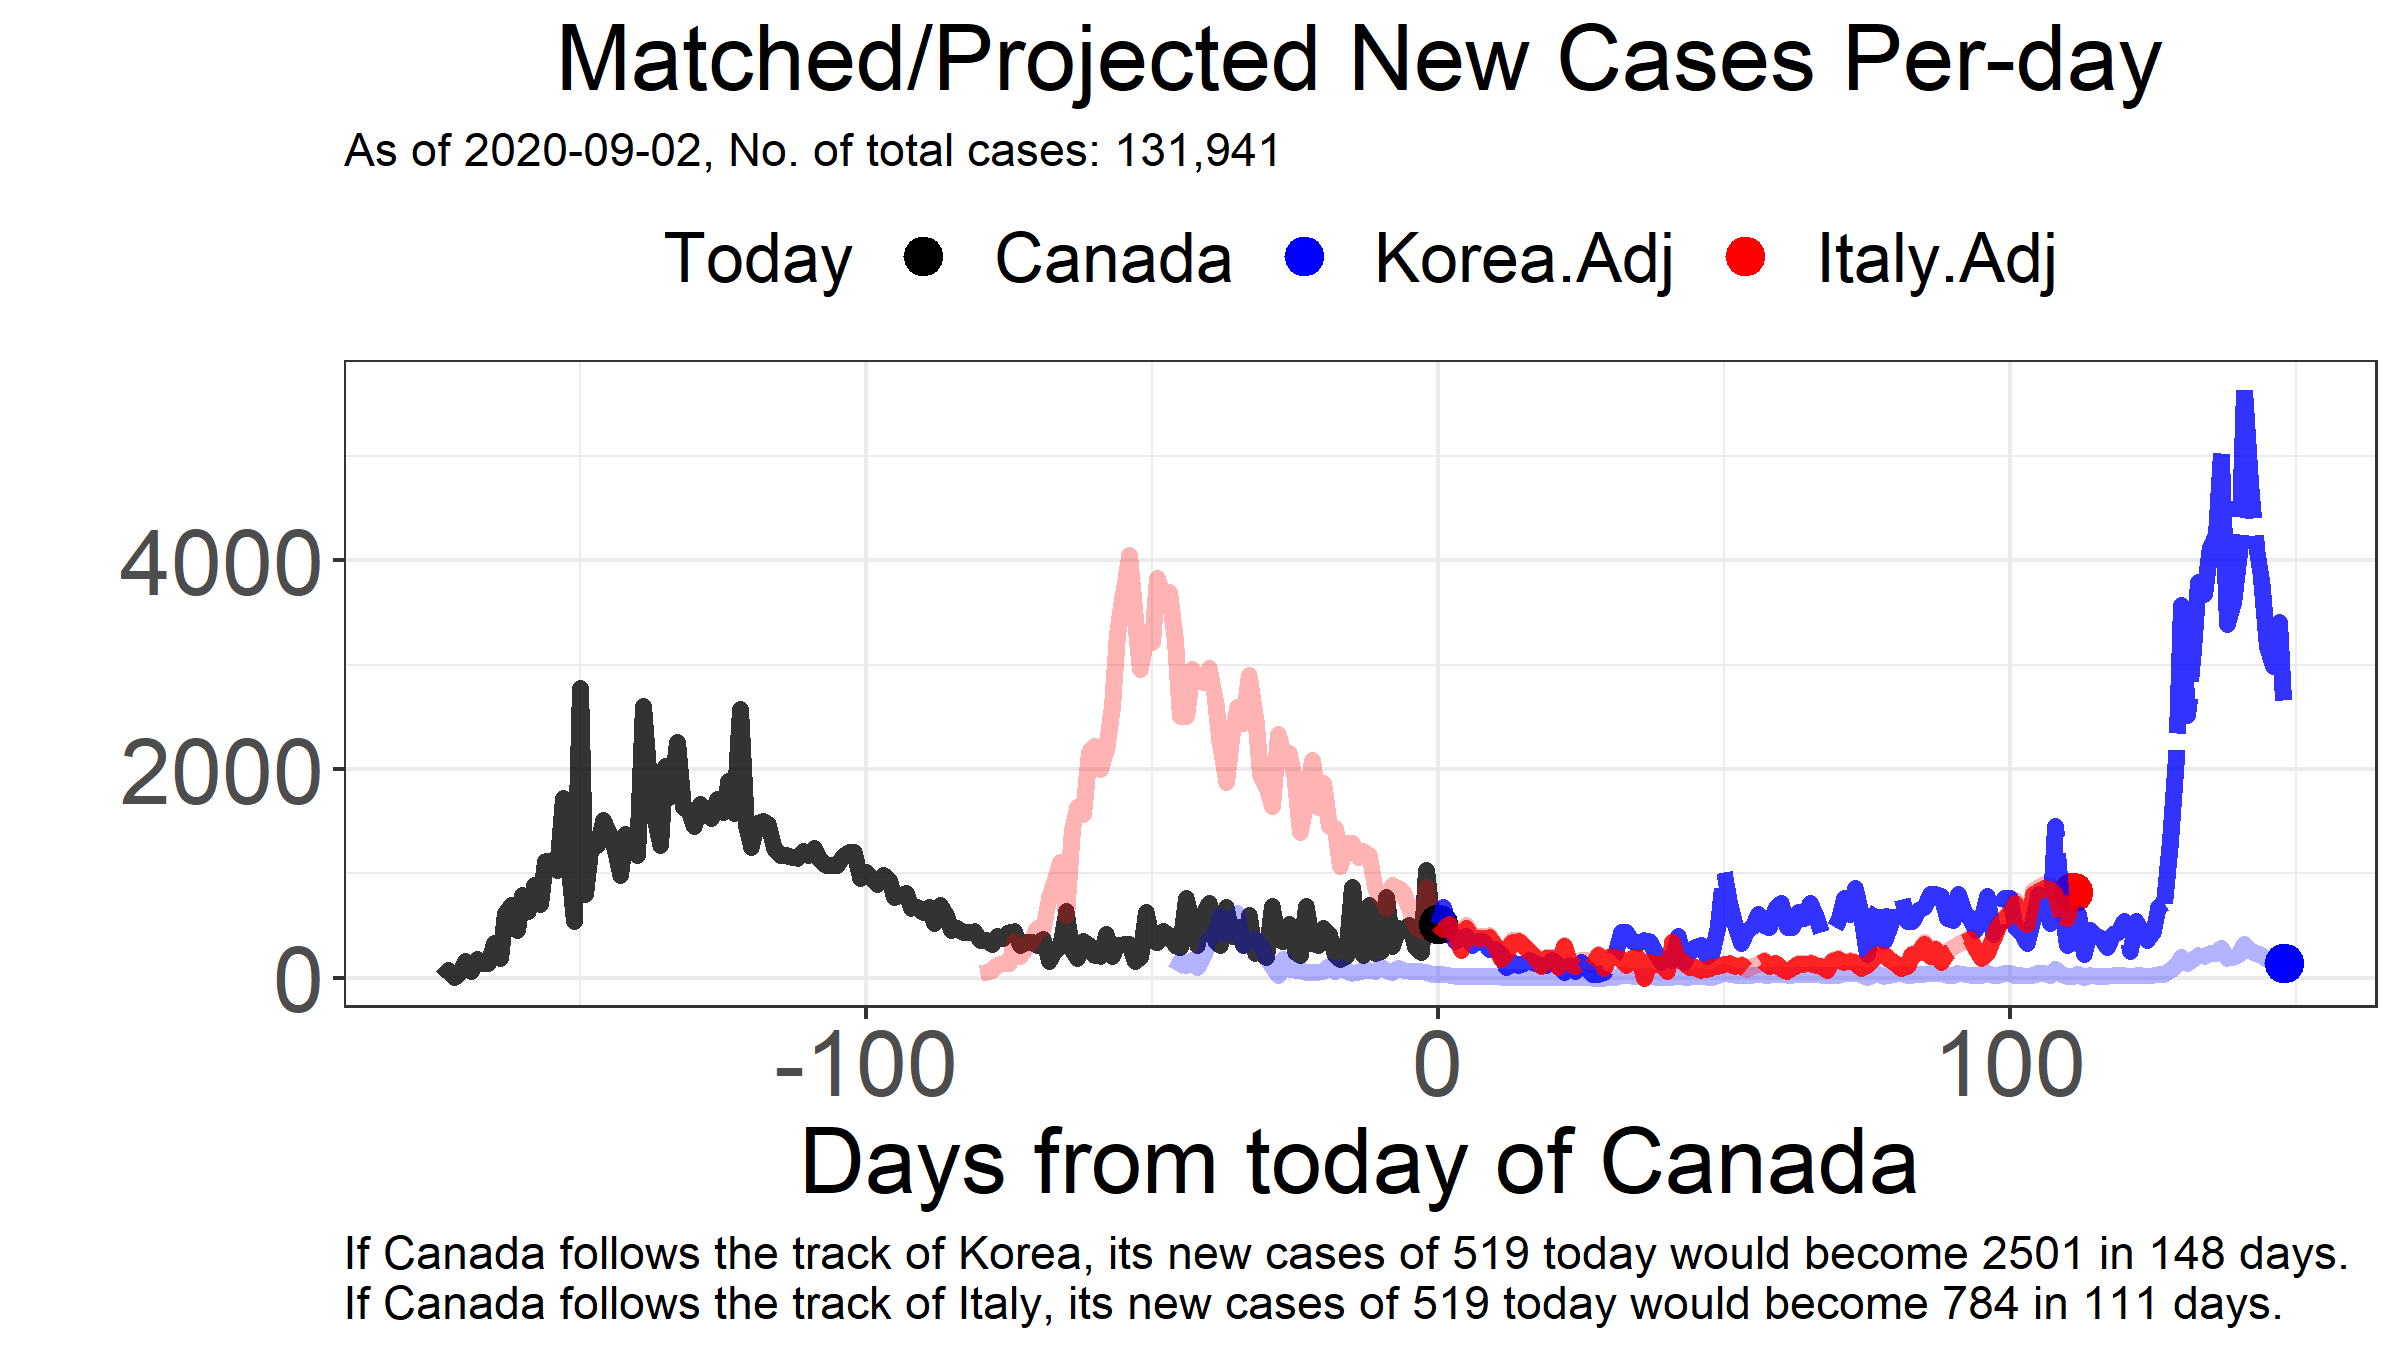 Matched/Projected New Cases Per-day
As of 2020-09-02, No. of total cases: 131,941
Today Canada Korea.Adj Italy.Adj
4000
2000
0
-100 0 100
Days from today of Canada
If Canada follows the track of Korea, its new cases of 519 today would become 2501 in 148 days.
If Canada follows the track of Italy, its new cases of 519 today would become 784 in 111 days.